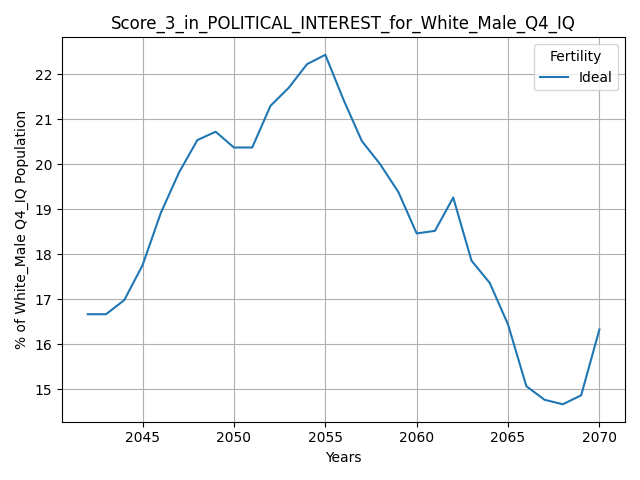 Score_3_in_POLITICAL_INTEREST_for_White_Male_Q4_IQ
Fertility
Ideal
% of White_Male Q4_IQ Population
22
21
20
19
18
17
16
15
2045 2050 2055 2060 2065 2070
Years